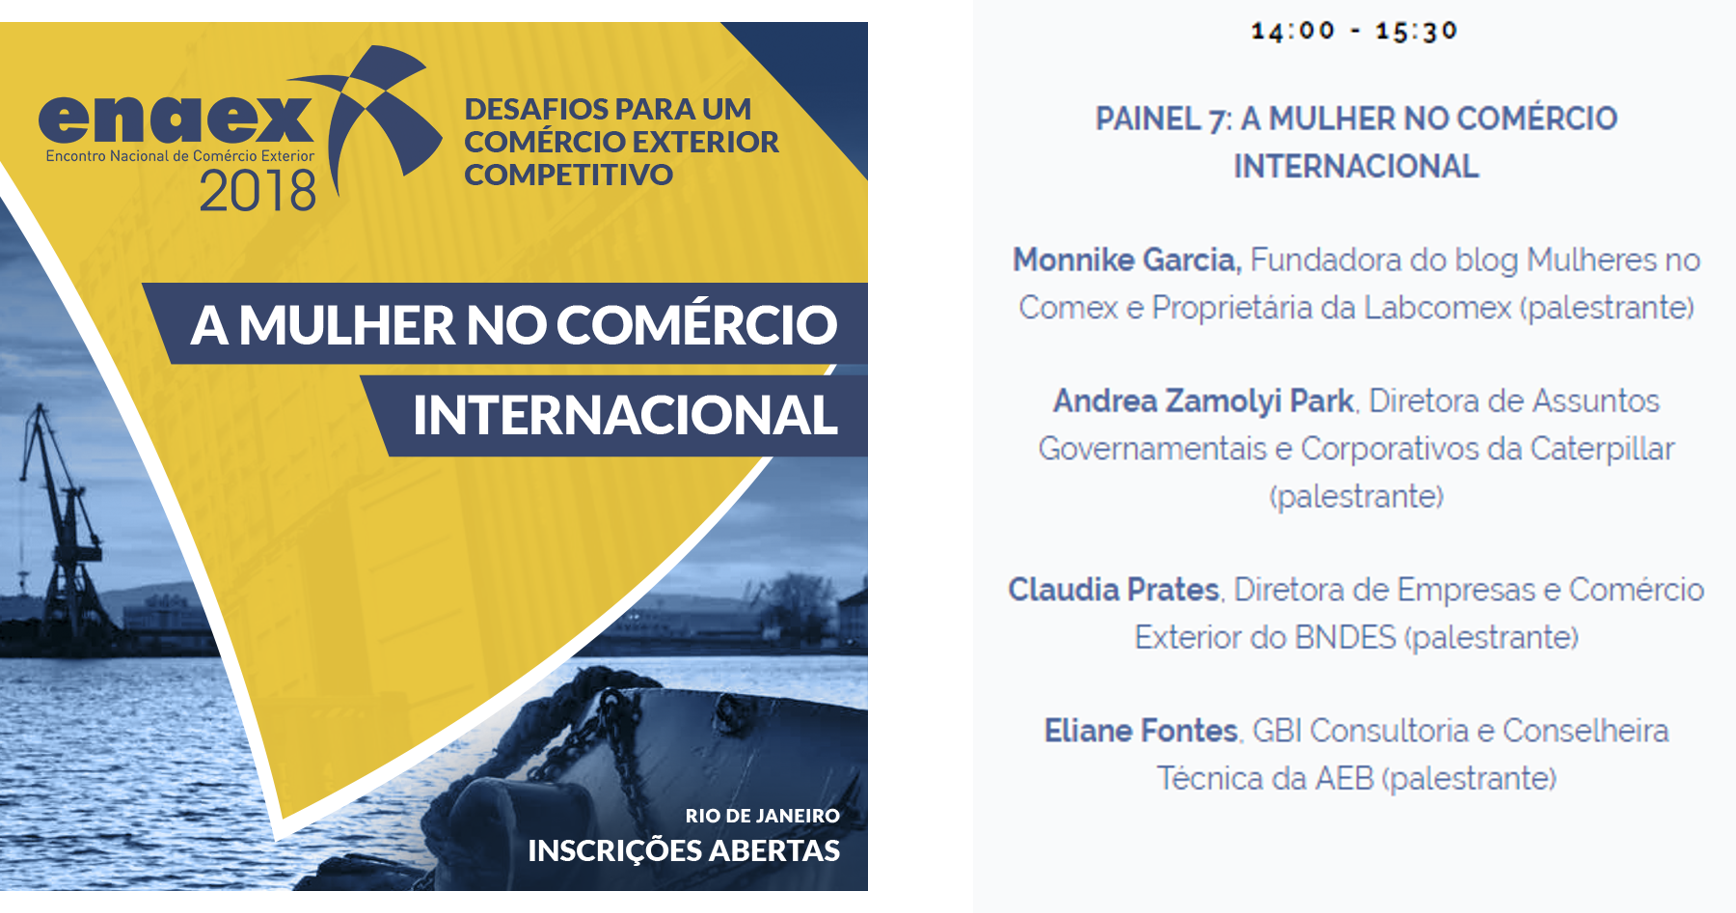 enaex
Encontro Nacional de Comércio Exterior
2018
DESAFIOS PARA UM
COMÉRCIO EXTERIOR
COMPETITIVO
A MULHER NO COMÉRCIO
INTERNACIONAL
RIO DE JANEIRO
INSCRIÇÕES ABERTAS
14:00 - 15:30
PAINEL 7: A MULHER NO COMÉRCIO
INTERNACIONAL
Monnike Garcia, Fundadora do blog Mulheres no
Comex e Proprietária da Labcomex (palestrante)
Andrea Zamolyi Park, Diretora de Assuntos
Governamentais e Corporativos da Caterpillar
(palestrante)
Claudia Prates, Diretora de Empresas e Comércio
Exterior do BNDES (palestrante)
Eliane Fontes, GBI Consultoria e Conselheira
Técnica da AEB (palestrante)